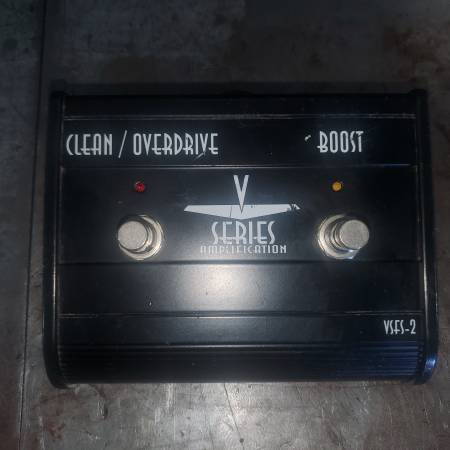 CLEAN / OVERDRIVE BOOST
V
SERIES
AMPLIFICATION
VSFS-2